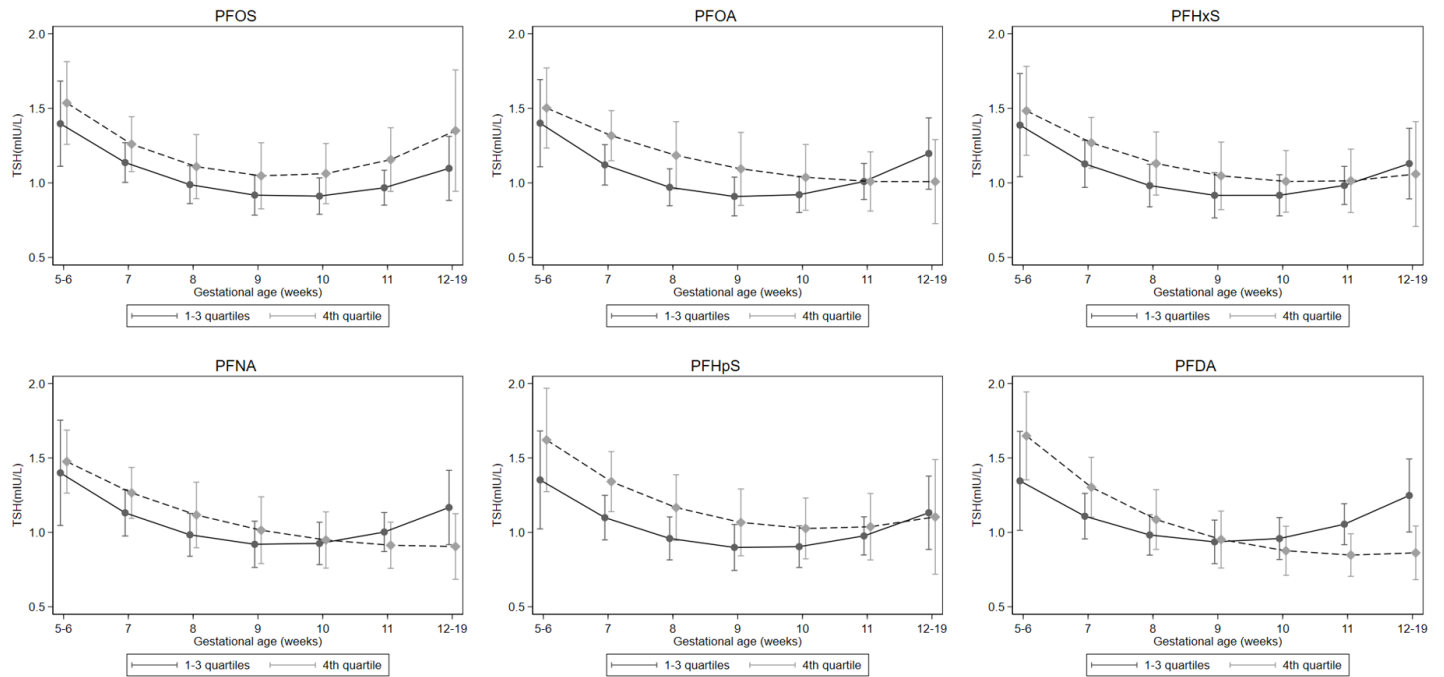 PFOS
TSH(mIU/L)
2.0
1.5
1.0
0.5
5-6 7 8 9 10 11 12-19
Gestational age (weeks)
1-3 quartiles 4th quartile
PFOA
TSH(mIU/L)
2.0
1.5
1.0
0.5
5-6 7 8 9 10 11 12-19
Gestational age (weeks)
1-3 quartiles 4th quartile
PFHxS
TSH(mIU/L)
2.0
1.5
1.0
0.5
5-6 7 8 9 10 11 12-19
Gestational age (weeks)
1-3 quartiles 4th quartile
PFNA
TSH(mIU/L)
2.0
1.5
1.0
0.5
5-6 7 8 9 10 11 12-19
Gestational age (weeks)
1-3 quartiles 4th quartile
PFHpS
TSH(mIU/L)
2.0
1.5
1.0
0.5
5-6 7 8 9 10 11 12-19
Gestational age (weeks)
1-3 quartiles 4th quartile
PFDA
TSH(mIU/L)
2.0
1.5
1.0
0.5
5-6 7 8 9 10 11 12-19
Gestational age (weeks)
1-3 quartiles 4th quartile